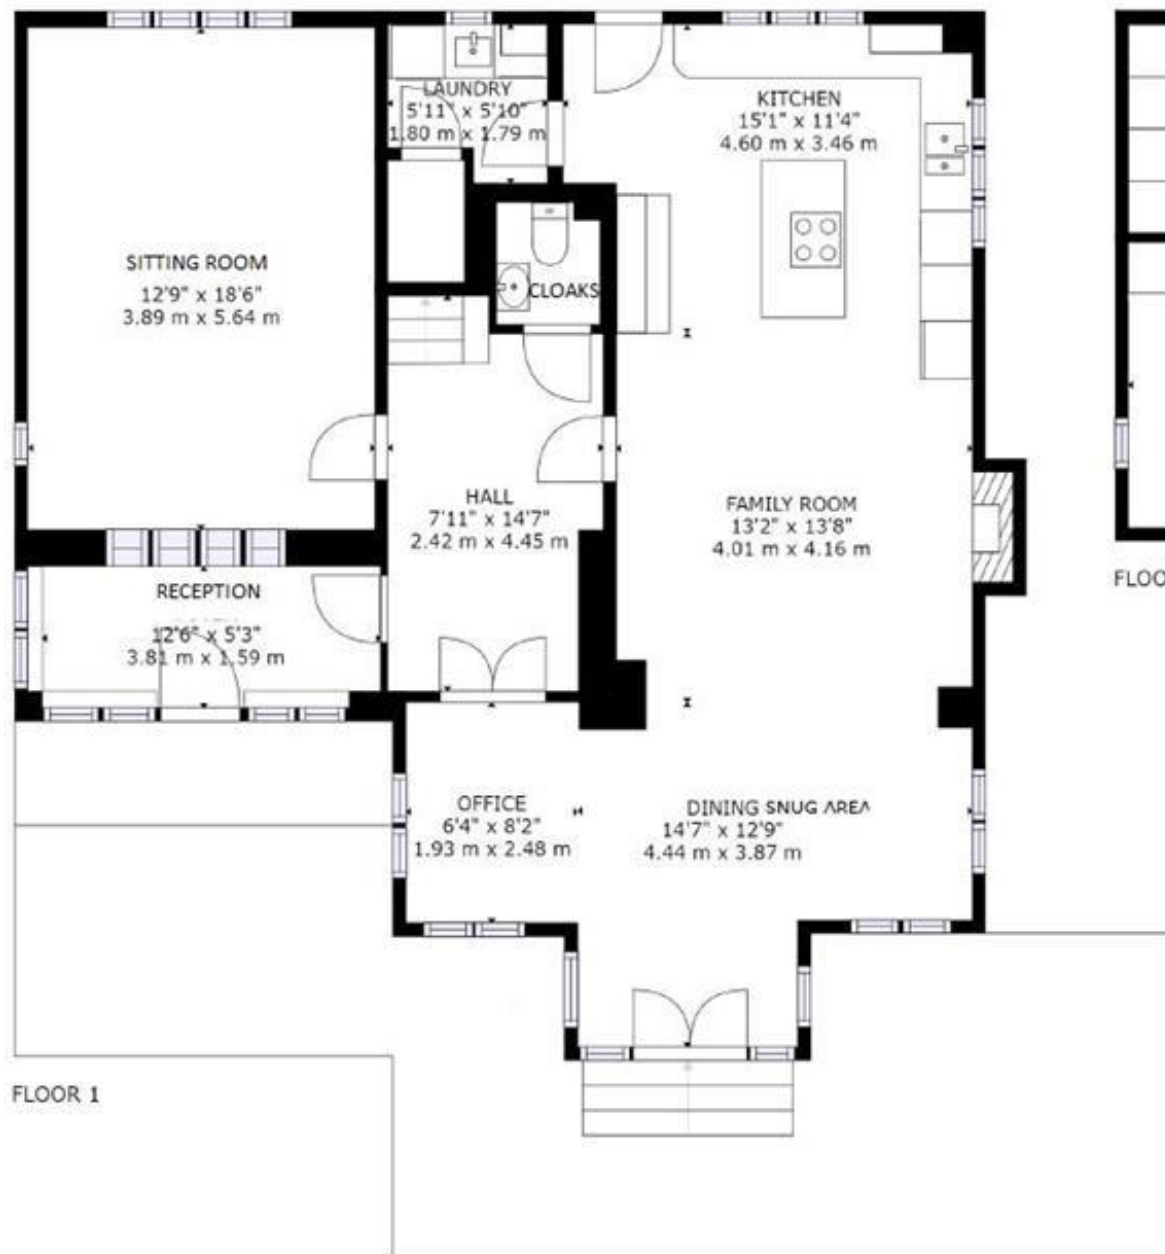 LAUNDRY
5'11" x 5'10"
1.80 m x 1.79 m
KITCHEN
15'1" x 11'4"
4.60 m x 3.46 m
SITTING ROOM
12'9" x 18'6"
3.89 m x 5.64 m
CLOAKS
HALL
7'11" x 14'7"
2.42 m x 4.45 m
FAMILY ROOM
13'2" x 13'8"
4.01 m x 4.16 m
RECEPTION
12'6" x 5'3"
3.81 m x 1.59 m
OFFICE
6'4" x 8'2"
1.93 m x 2.48 m
DINING SNUG AREA
14'7" x 12'9"
4.44 m x 3.87 m
FLOOR 1
FLOO